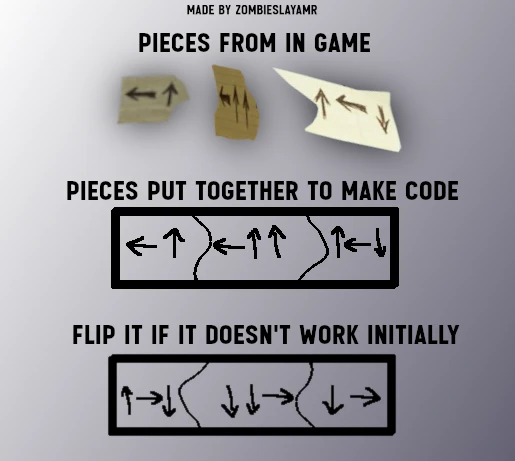 MADE BY ZOMBIESLAYAMR
PIECES FROM IN GAME
← ↑ ← ↑ ↑ ↑ ← ↓
PIECES PUT TOGETHER TO MAKE CODE
← ↑ ← ↑ ↑ ↑ ← ↓
FLIP IT IF IT DOESN'T WORK INITIALLY
↑ → ↓ ↓ ↓ → ↓ →